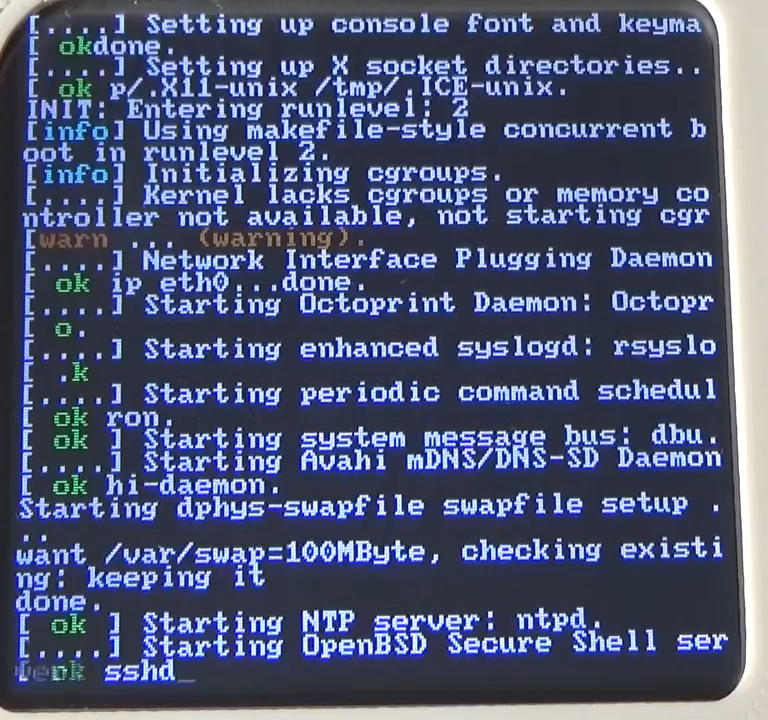 [....] Setting up console font and keyma
[ okdone.
[....] Setting up X socket directories..
[ ok p/.X11-unix /tmp/.ICE-unix.
INIT: Entering runlevel: 2
[info] Using makefile-style concurrent b
oot in runlevel 2.
[info] Initializing cgroups.
[....] Kernel lacks cgroups or memory co
ntroller not available, not starting cgr
[warn ... (warning).
[....] Network Interface Plugging Daemon
[ ok ip eth0...done.
[....] Starting Octoprint Daemon: Octopr
[ o.
[....] Starting enhanced syslogd: rsyslo
[ .k
[....] Starting periodic command schedul
[ ok ron.
[ ok ] Starting system message bus: dbu.
[....] Starting Avahi mDNS/DNS-SD Daemon
[ ok hi-daemon.
Starting dphys-swapfile swapfile setup .
..
want /var/swap=100MByte, checking existi
ng: keeping it
done.
[ ok ] Starting NTP server: ntpd.
[....] Starting OpenBSD Secure Shell ser
[ ok sshd_